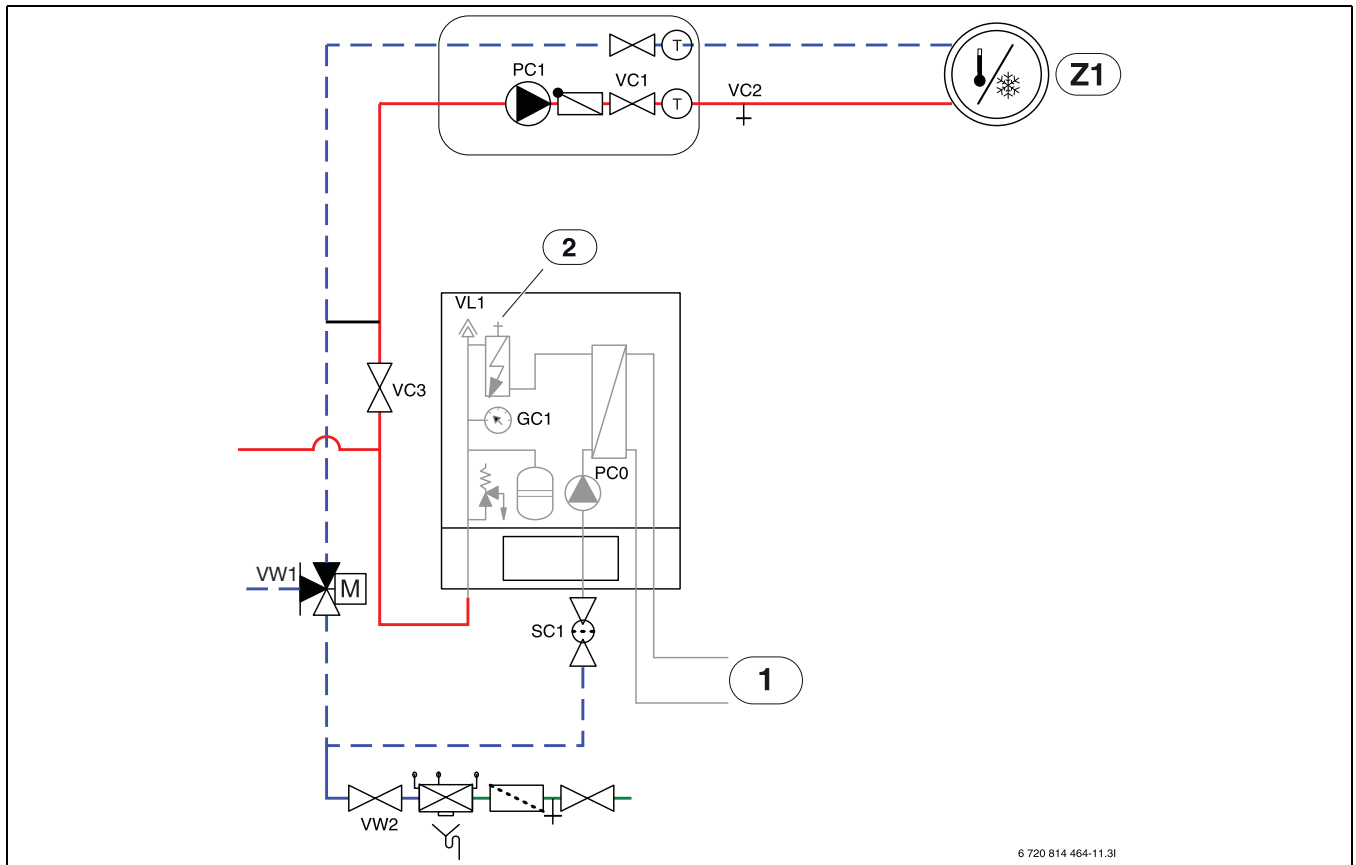 T
PC1
VC1
T
VC2
Z1
2
VL1
VC3
GC1
PC0
VW1
M
SC1
1
VW2
6 720 814 464-11.3I